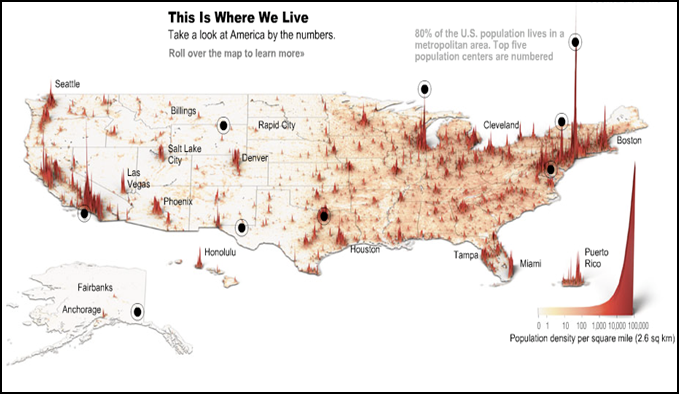 This Is Where We Live
Take a look at America by the numbers.
Roll over the map to learn more»
80% of the U.S. population lives in a
metropolitan area. Top five
population centers are numbered
Seattle
Billings
Rapid City
Cleveland
Boston
Salt Lake
City
Denver
Las
Vegas
Phoenix
Honolulu
Houston
Tampa
Miami
Puerto
Rico
Fairbanks
Anchorage
0 1 10 100 1,000 10,000 100,000
Population density per square mile (2.6 sq km)